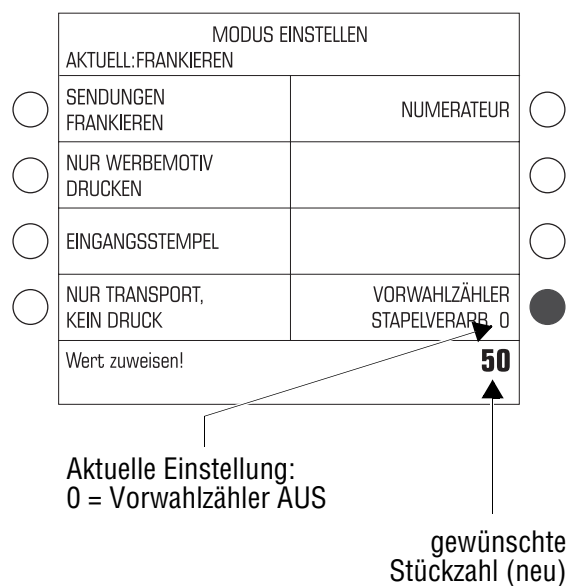 MODUS EINSTELLEN
AKTUELL:FRANKIEREN
SENDUNGEN
FRANKIEREN
NUMERATEUR
NUR WERBEMOTIV
DRUCKEN
EINGANGSSTEMPEL
NUR TRANSPORT,
KEIN DRUCK
VORWAHLZÄHLER
STAPELVERARB. 0
Wert zuweisen!
50
Aktuelle Einstellung:
0 = Vorwahlzähler AUS
gewünschte
Stückzahl (neu)